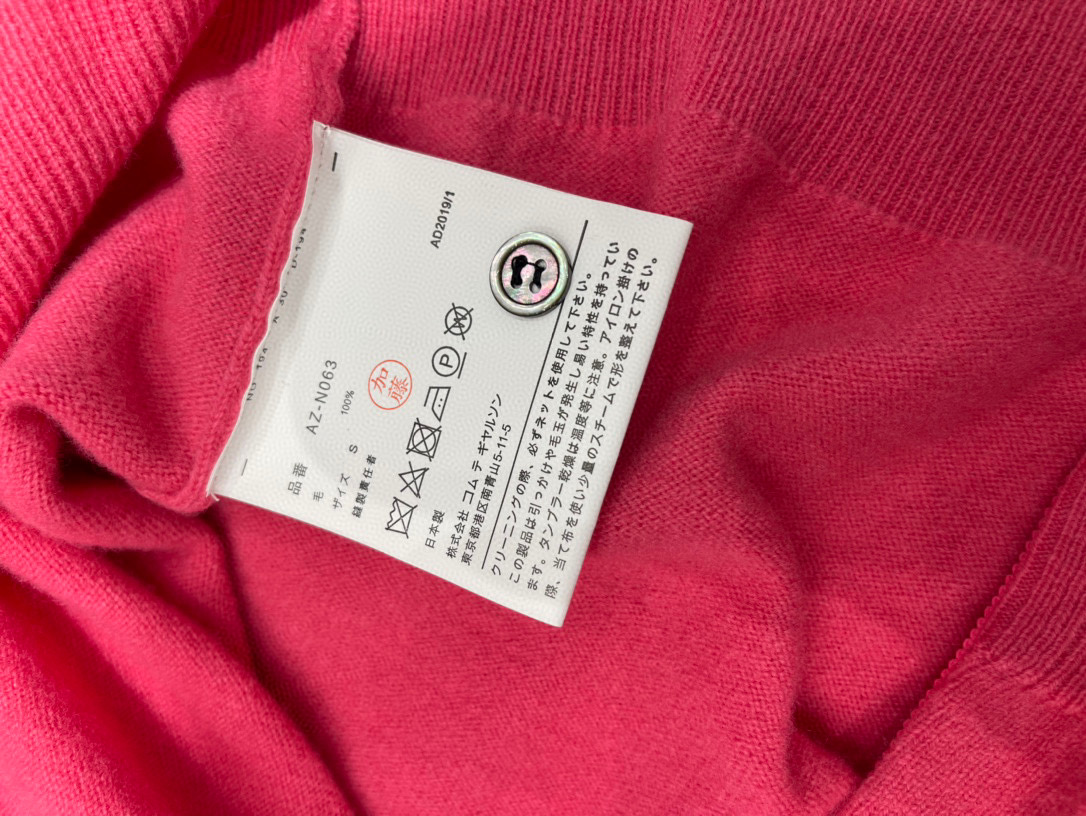 品番 AZ-N063
毛 100%
サイズ S
縫製責任者 加藤
P
日本製
AD2019/1
株式会社 コム デ ギャルソン
東京都港区南青山5-11-5
クリーニングの際、必ずネットを使用して下さい。
この製品は引っかけや毛玉が発生し易い特性を持ってい
ます。タンブラー乾燥は温度等に注意。アイロン掛けの
際、当て布を使い少量のスチームで形を整えて下さい。